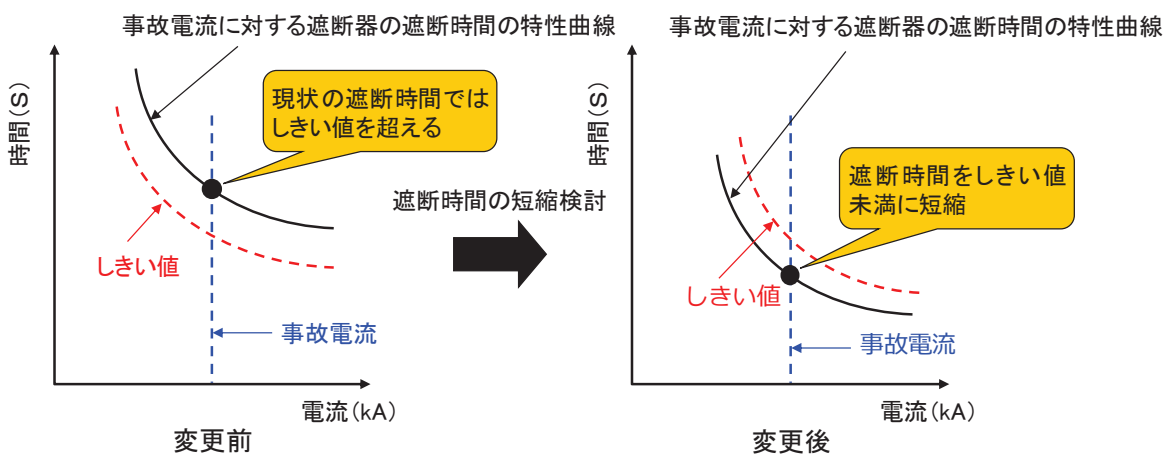 事故電流に対する遮断器の遮断時間の特性曲線
時間(S)
現状の遮断時間では
しきい値を超える
しきい値
事故電流
電流(kA)
変更前
遮断時間の短縮検討
事故電流に対する遮断器の遮断時間の特性曲線
時間(S)
遮断時間をしきい値
未満に短縮
しきい値
事故電流
電流(kA)
変更後